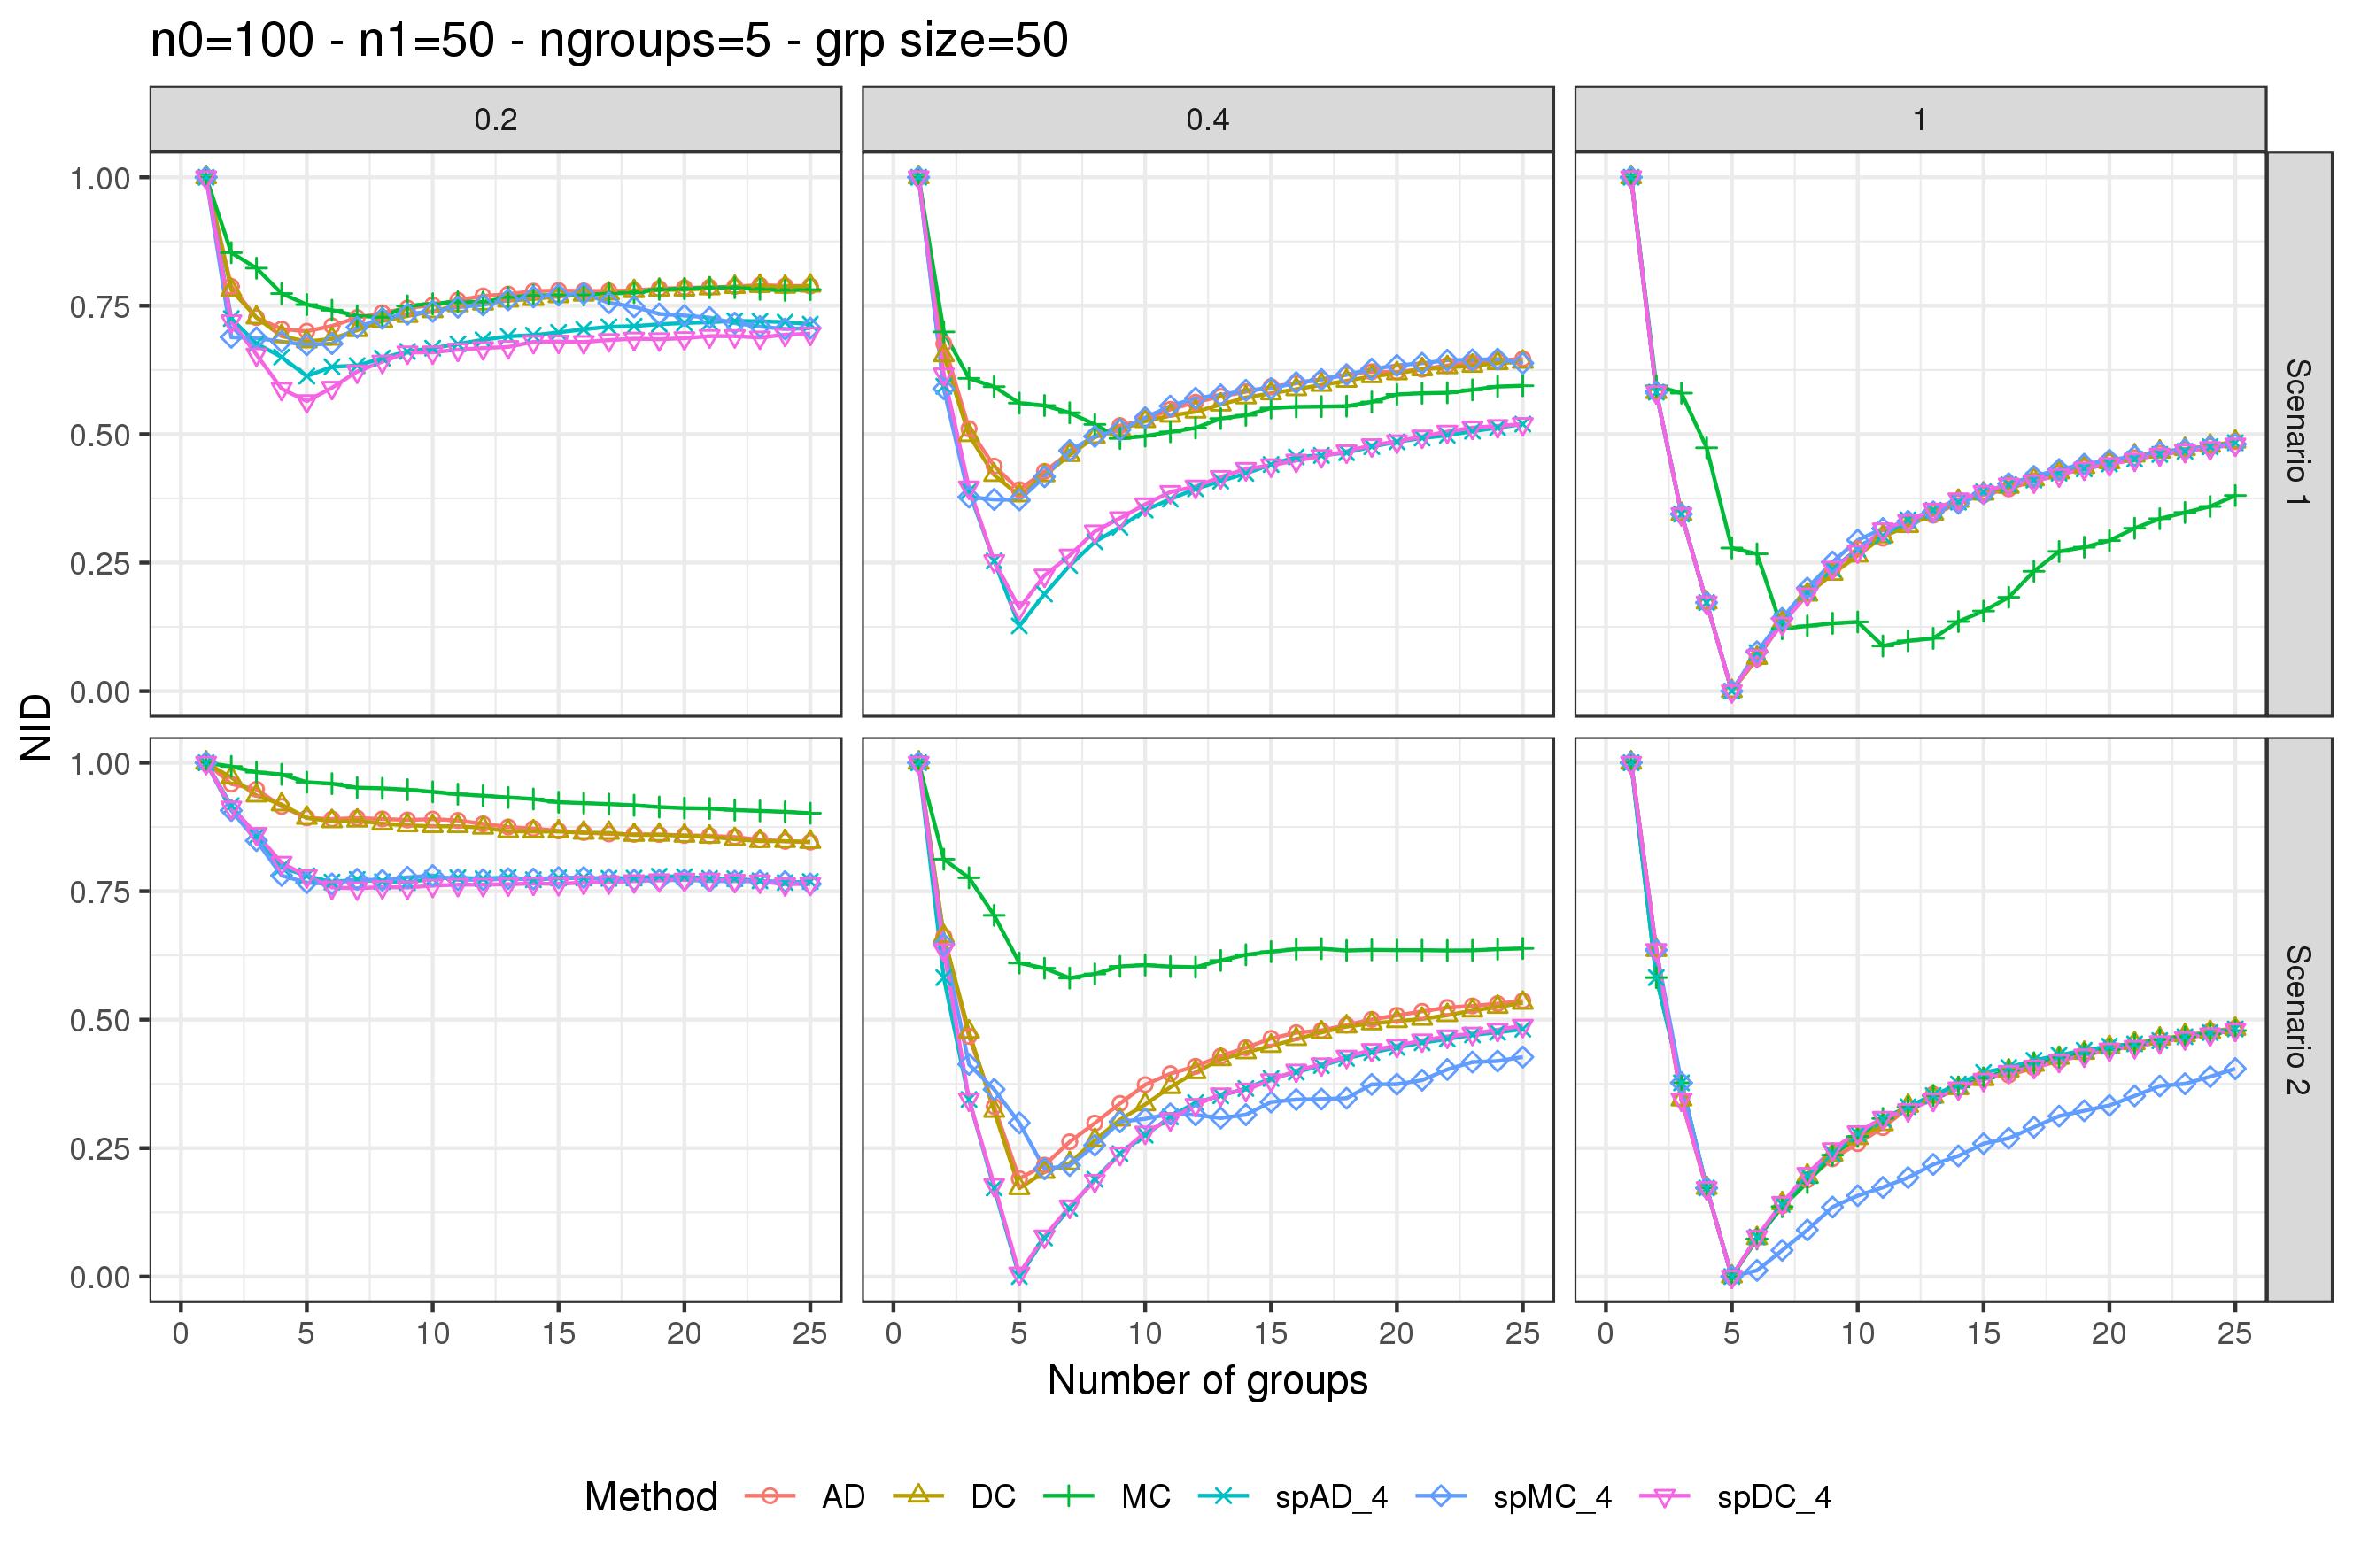 n0=100 - n1=50 - ngroups=5 - grp size=50
0.2 0.4 1
1.00
0.75
0.50
0.25
0.00
Scenario 1
NID
1.00
0.75
0.50
0.25
0.00
Scenario 2
0 5 10 15 20 25 0 5 10 15 20 25 0 5 10 15 20 25
Number of groups
Method AD DC MC spAD_4 spMC_4 spDC_4